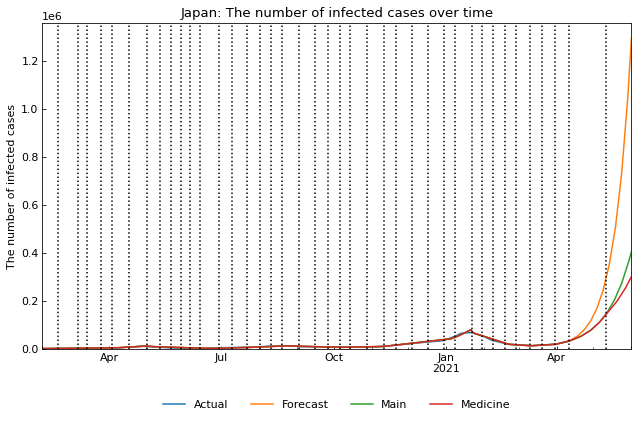 Japan: The number of infected cases over time
1e6
1.2
1.0
0.8
0.6
0.4
0.2
0.0
The number of infected cases
Apr Jul Oct Jan Apr
2021
Actual Forecast Main Medicine